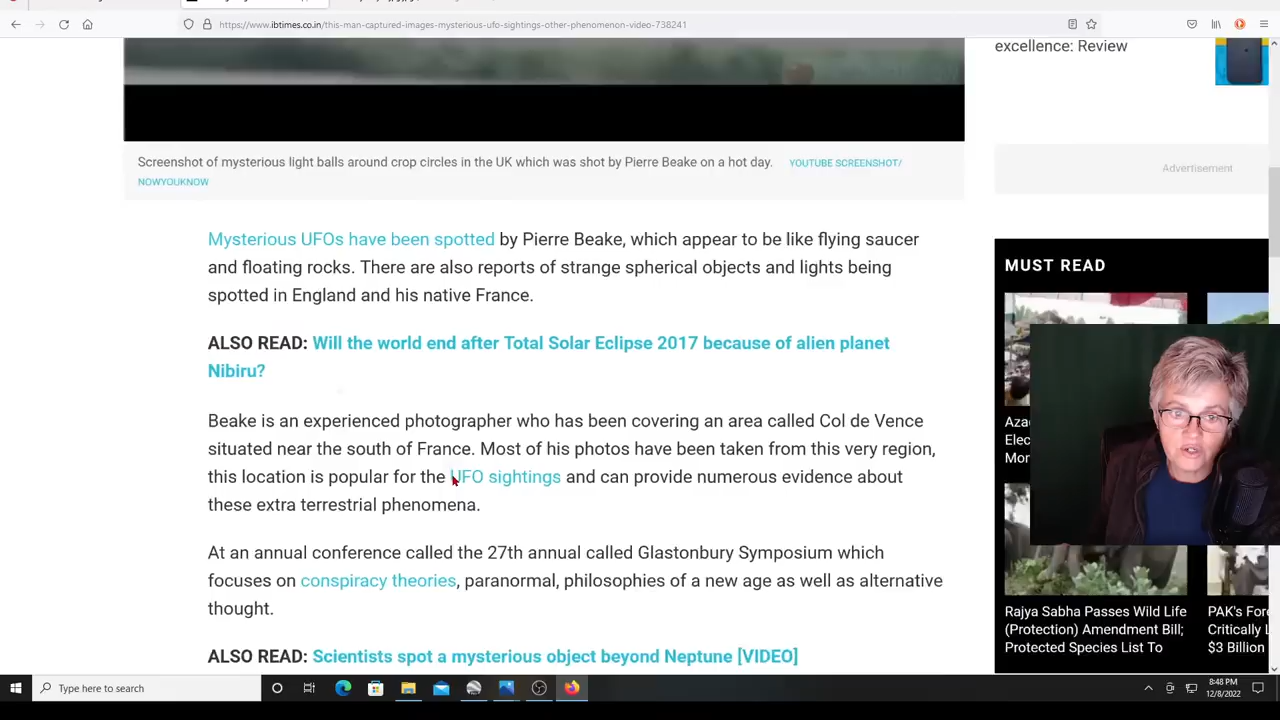 https://www.ibtimes.co.in/this-man-captured-images-mysterious-ufo-sightings-other-phenomenon-video-738241
excellence: Review
Screenshot of mysterious light balls around crop circles in the UK which was shot by Pierre Beake on a hot day. YOUTUBE SCREENSHOT/
NOWYOUKNOW
Advertisement
Mysterious UFOs have been spotted by Pierre Beake, which appear to be like flying saucer
and floating rocks. There are also reports of strange spherical objects and lights being
spotted in England and his native France.
ALSO READ: Will the world end after Total Solar Eclipse 2017 because of alien planet
Nibiru?
Beake is an experienced photographer who has been covering an area called Col de Vence
situated near the south of France. Most of his photos have been taken from this very region,
this location is popular for the UFO sightings and can provide numerous evidence about
these extra terrestrial phenomena.
At an annual conference called the 27th annual called Glastonbury Symposium which
focuses on conspiracy theories, paranormal, philosophies of a new age as well as alternative
thought.
ALSO READ: Scientists spot a mysterious object beyond Neptune [VIDEO]
MUST READ
Rajya Sabha Passes Wild Life
(Protection) Amendment Bill;
Protected Species List To
PAK's
Critically
$3 Billion
Type here to search
8:48 PM
12/8/2022